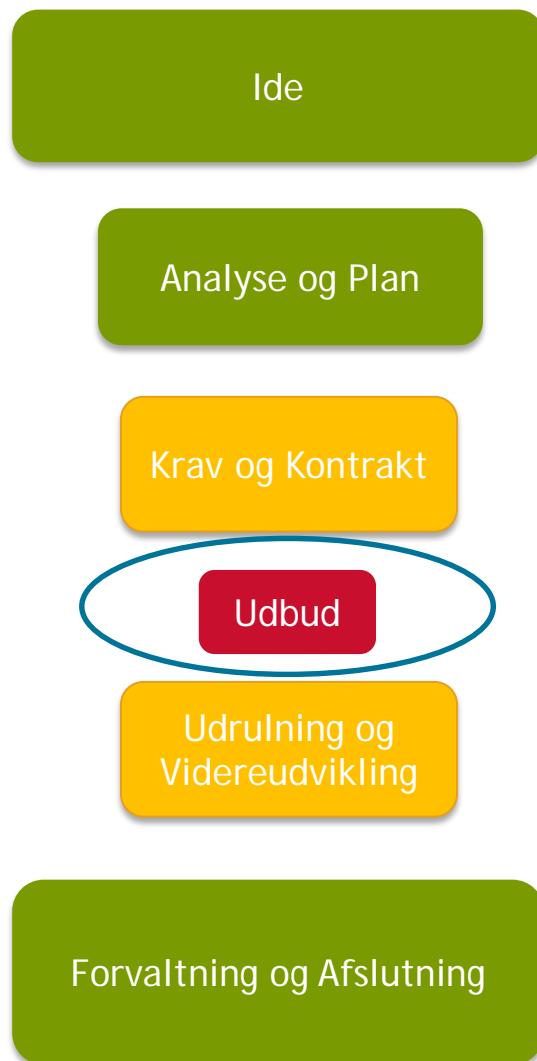 Ide
Analyse og Plan
Krav og Kontrakt
Udbud
Udrulning og
Videreudvikling
Forvaltning og Afslutning